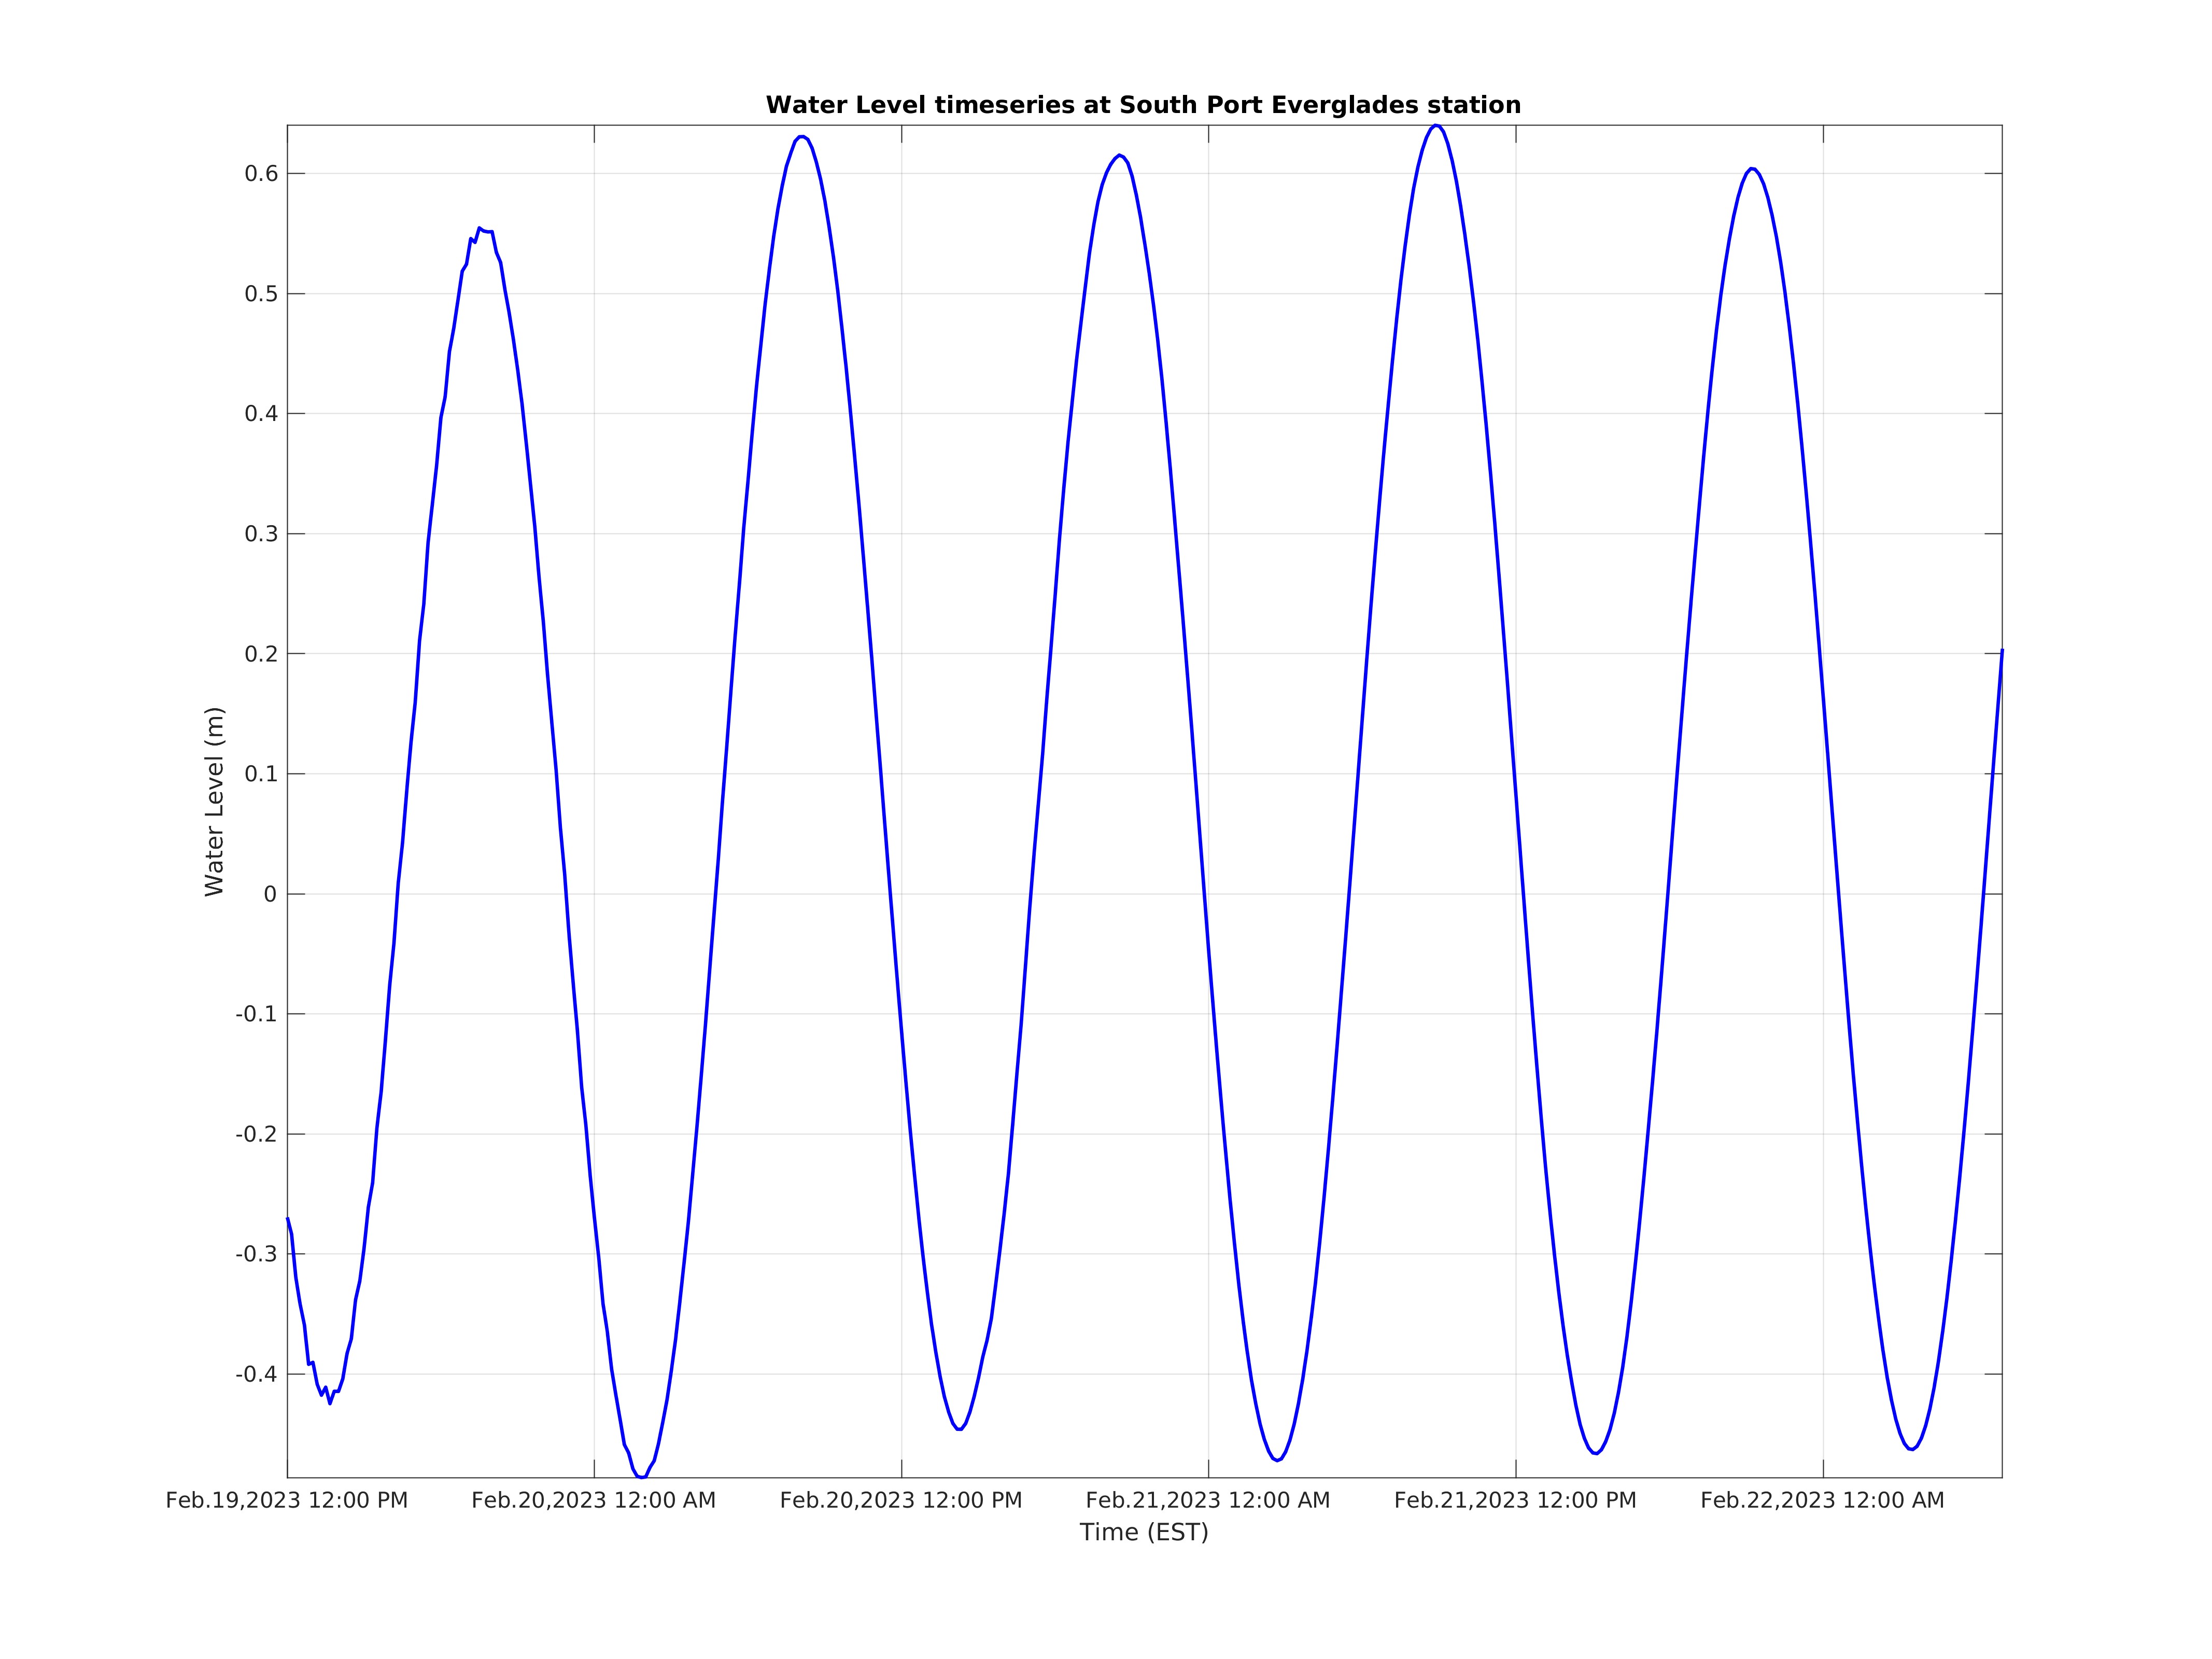 Water Level timeseries at South Port Everglades station
0.6
0.5
0.4
0.3
0.2
0.1
0
-0.1
-0.2
-0.3
-0.4
Water Level (m)
Feb.19,2023 12:00 PM
Feb.20,2023 12:00 AM
Feb.20,2023 12:00 PM
Feb.21,2023 12:00 AM
Feb.21,2023 12:00 PM
Feb.22,2023 12:00 AM
Time (EST)